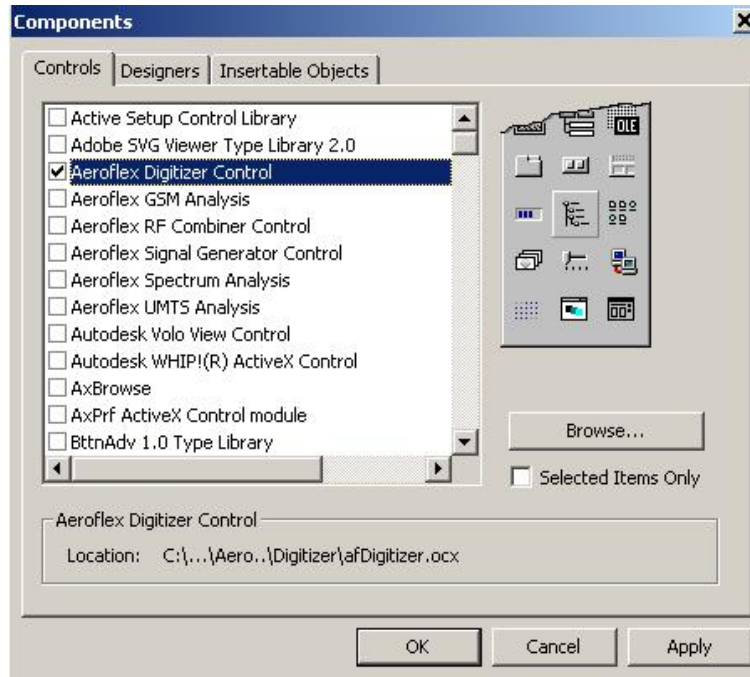 Components
Controls Designers Insertable Objects
Active Setup Control Library
Adobe SVG Viewer Type Library 2.0
Aeroflex Digitizer Control
Aeroflex GSM Analysis
Aeroflex RF Combiner Control
Aeroflex Signal Generator Control
Aeroflex Spectrum Analysis
Aeroflex UMTS Analysis
Autodesk Volo View Control
Autodesk WHIP!(R) ActiveX Control
AxBrowse
AxPrf ActiveX Control module
BttnAdv 1.0 Type Library
OLE
Browse...
Selected Items Only
Aeroflex Digitizer Control
Location: C:\...\Aero..\Digitizer\afDigitizer.ocx
OK Cancel Apply